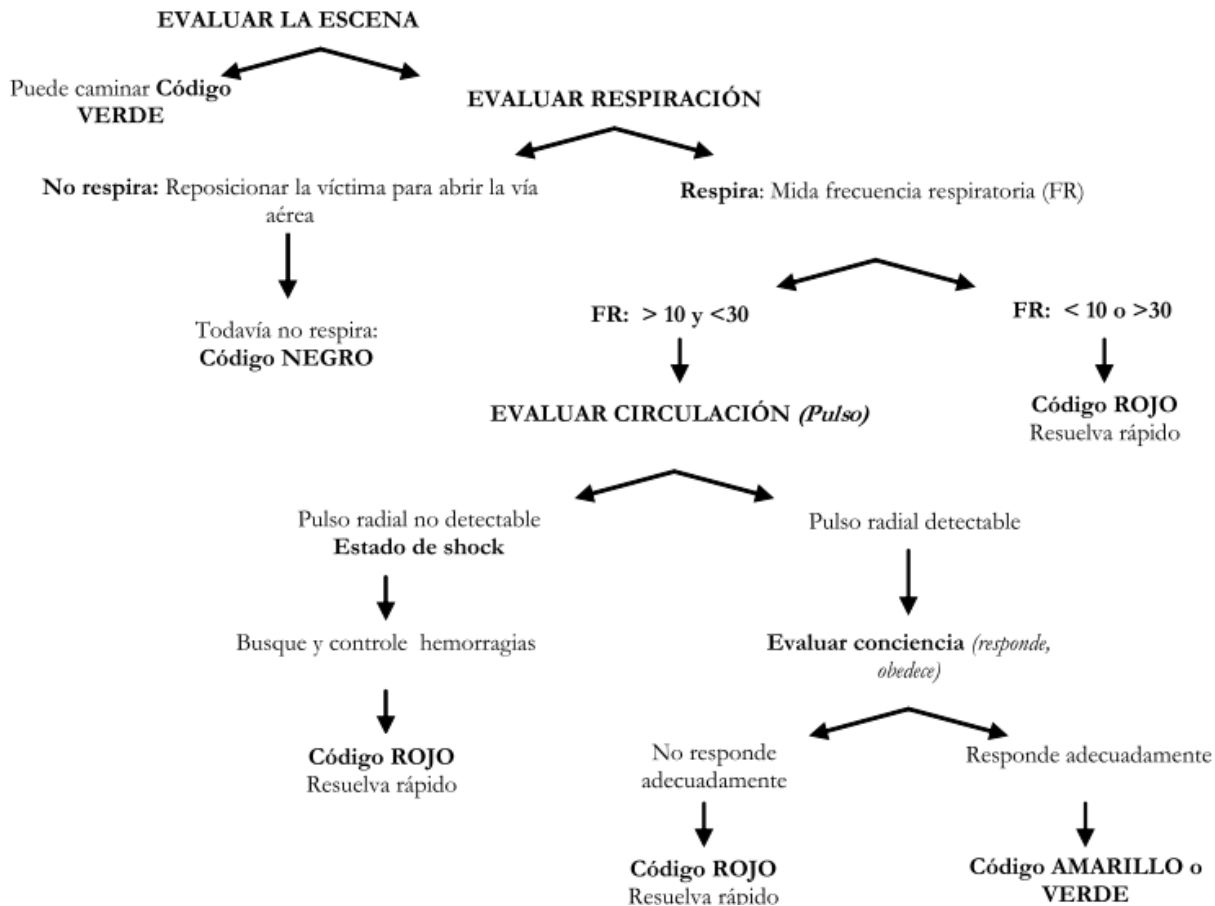 EVALUAR LA ESCENA
Puede caminar Código
VERDE
EVALUAR RESPIRACIÓN
No respira: Reposicionar la víctima para abrir la vía
aérea
Respira: Mida frecuencia respiratoria (FR)
Todavía no respira:
Código NEGRO
FR: > 10 y <30
FR: < 10 o >30
EVALUAR CIRCULACIÓN (Pulso)
Código ROJO
Resuelva rápido
Pulso radial no detectable
Estado de shock
Pulso radial detectable
Busque y controle hemorragias
Evaluar conciencia (responde,
obedece)
Código ROJO
Resuelva rápido
No responde
adecuadamente
Responde adecuadamente
Código ROJO
Resuelva rápido
Código AMARILLO o
VERDE